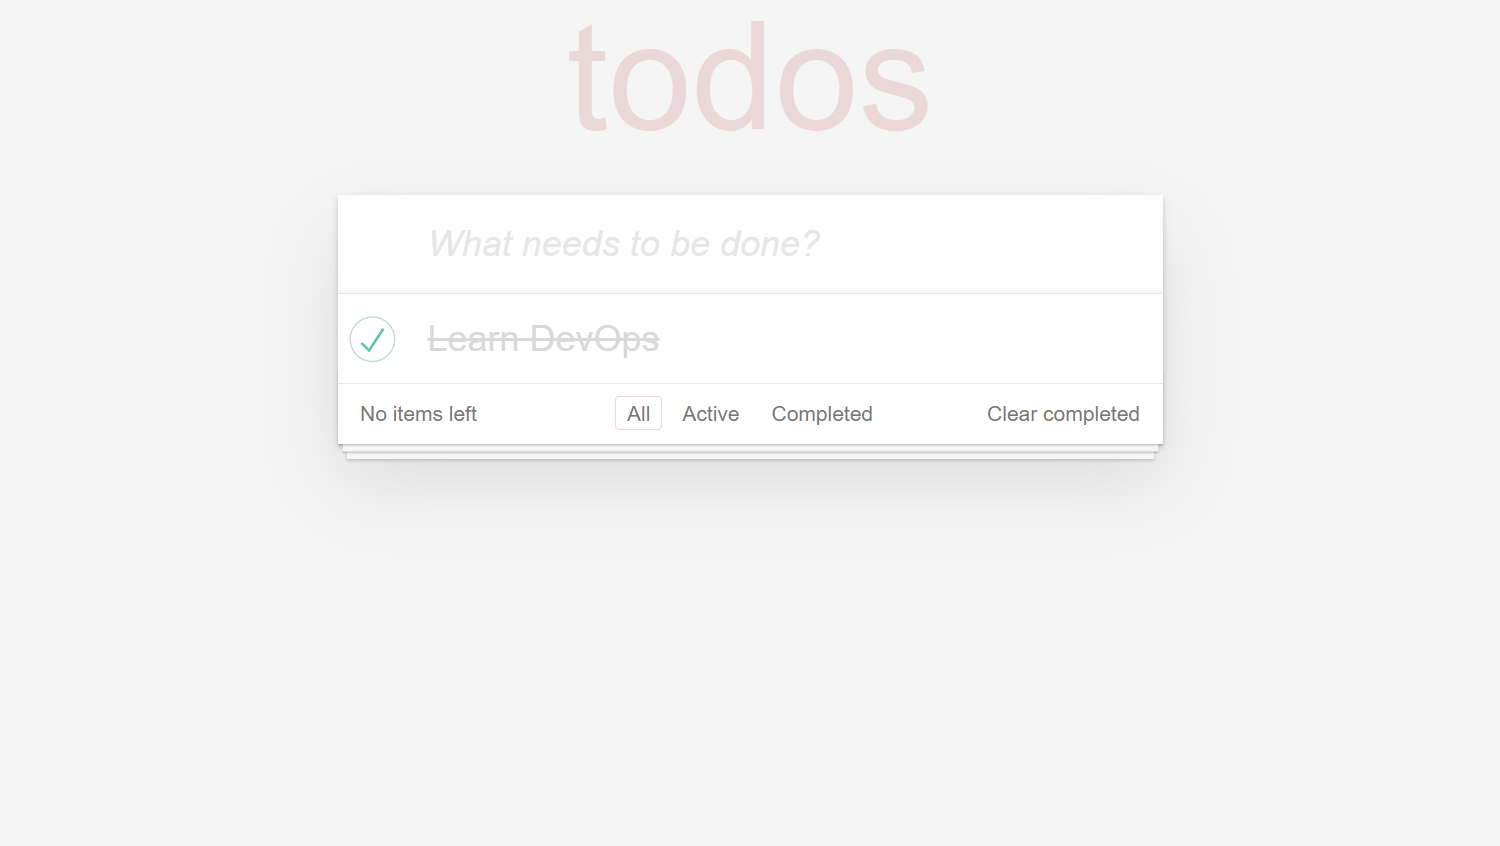 todos
What needs to be done?
Learn DevOps
No items left All Active Completed Clear completed